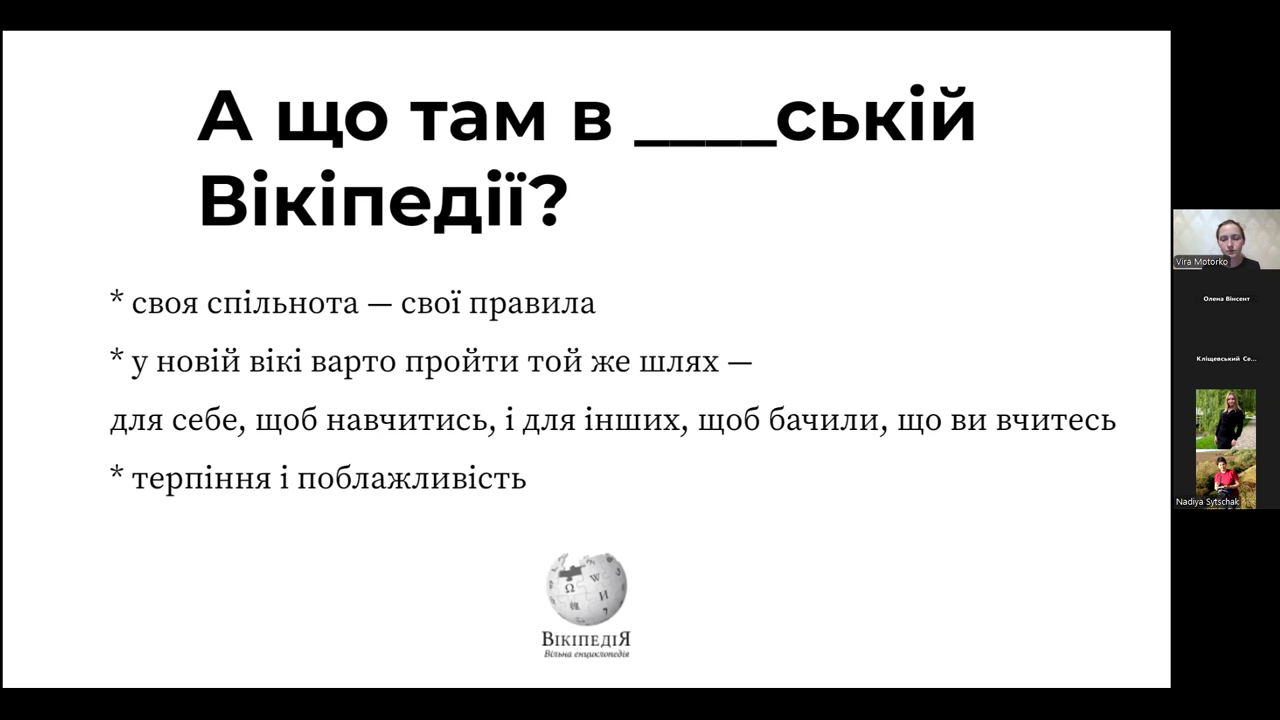 А що там в ____ській
Вікіпедії?
* своя спільнота — свої правила
* у новій вікі варто пройти той же шлях —
для себе, щоб навчитись, і для інших, щоб бачили, що ви вчитесь
* терпіння і поблажливість
ВІКІПЕДІЯ
Вільна енциклопедія
Vira Motorko
Олена Вінсент
Кліщевський Се...
Nadiya Sytschak